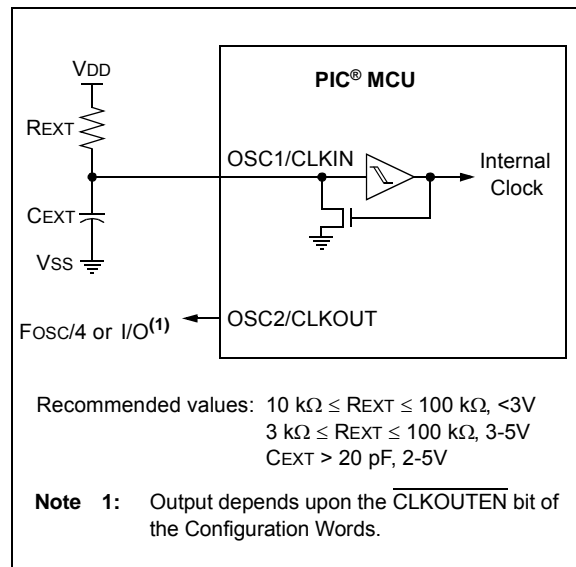 VDD
PIC® MCU
REXT
OSC1/CLKIN
Internal
Clock
CEXT
VSS
OSC2/CLKOUT
FOSC/4 or I/O(1)
Recommended values: 10 kΩ ≤ REXT ≤ 100 kΩ, <3V
3 kΩ ≤ REXT ≤ 100 kΩ, 3-5V
CEXT > 20 pF, 2-5V
Note 1: Output depends upon the CLKOUTEN bit of
the Configuration Words.